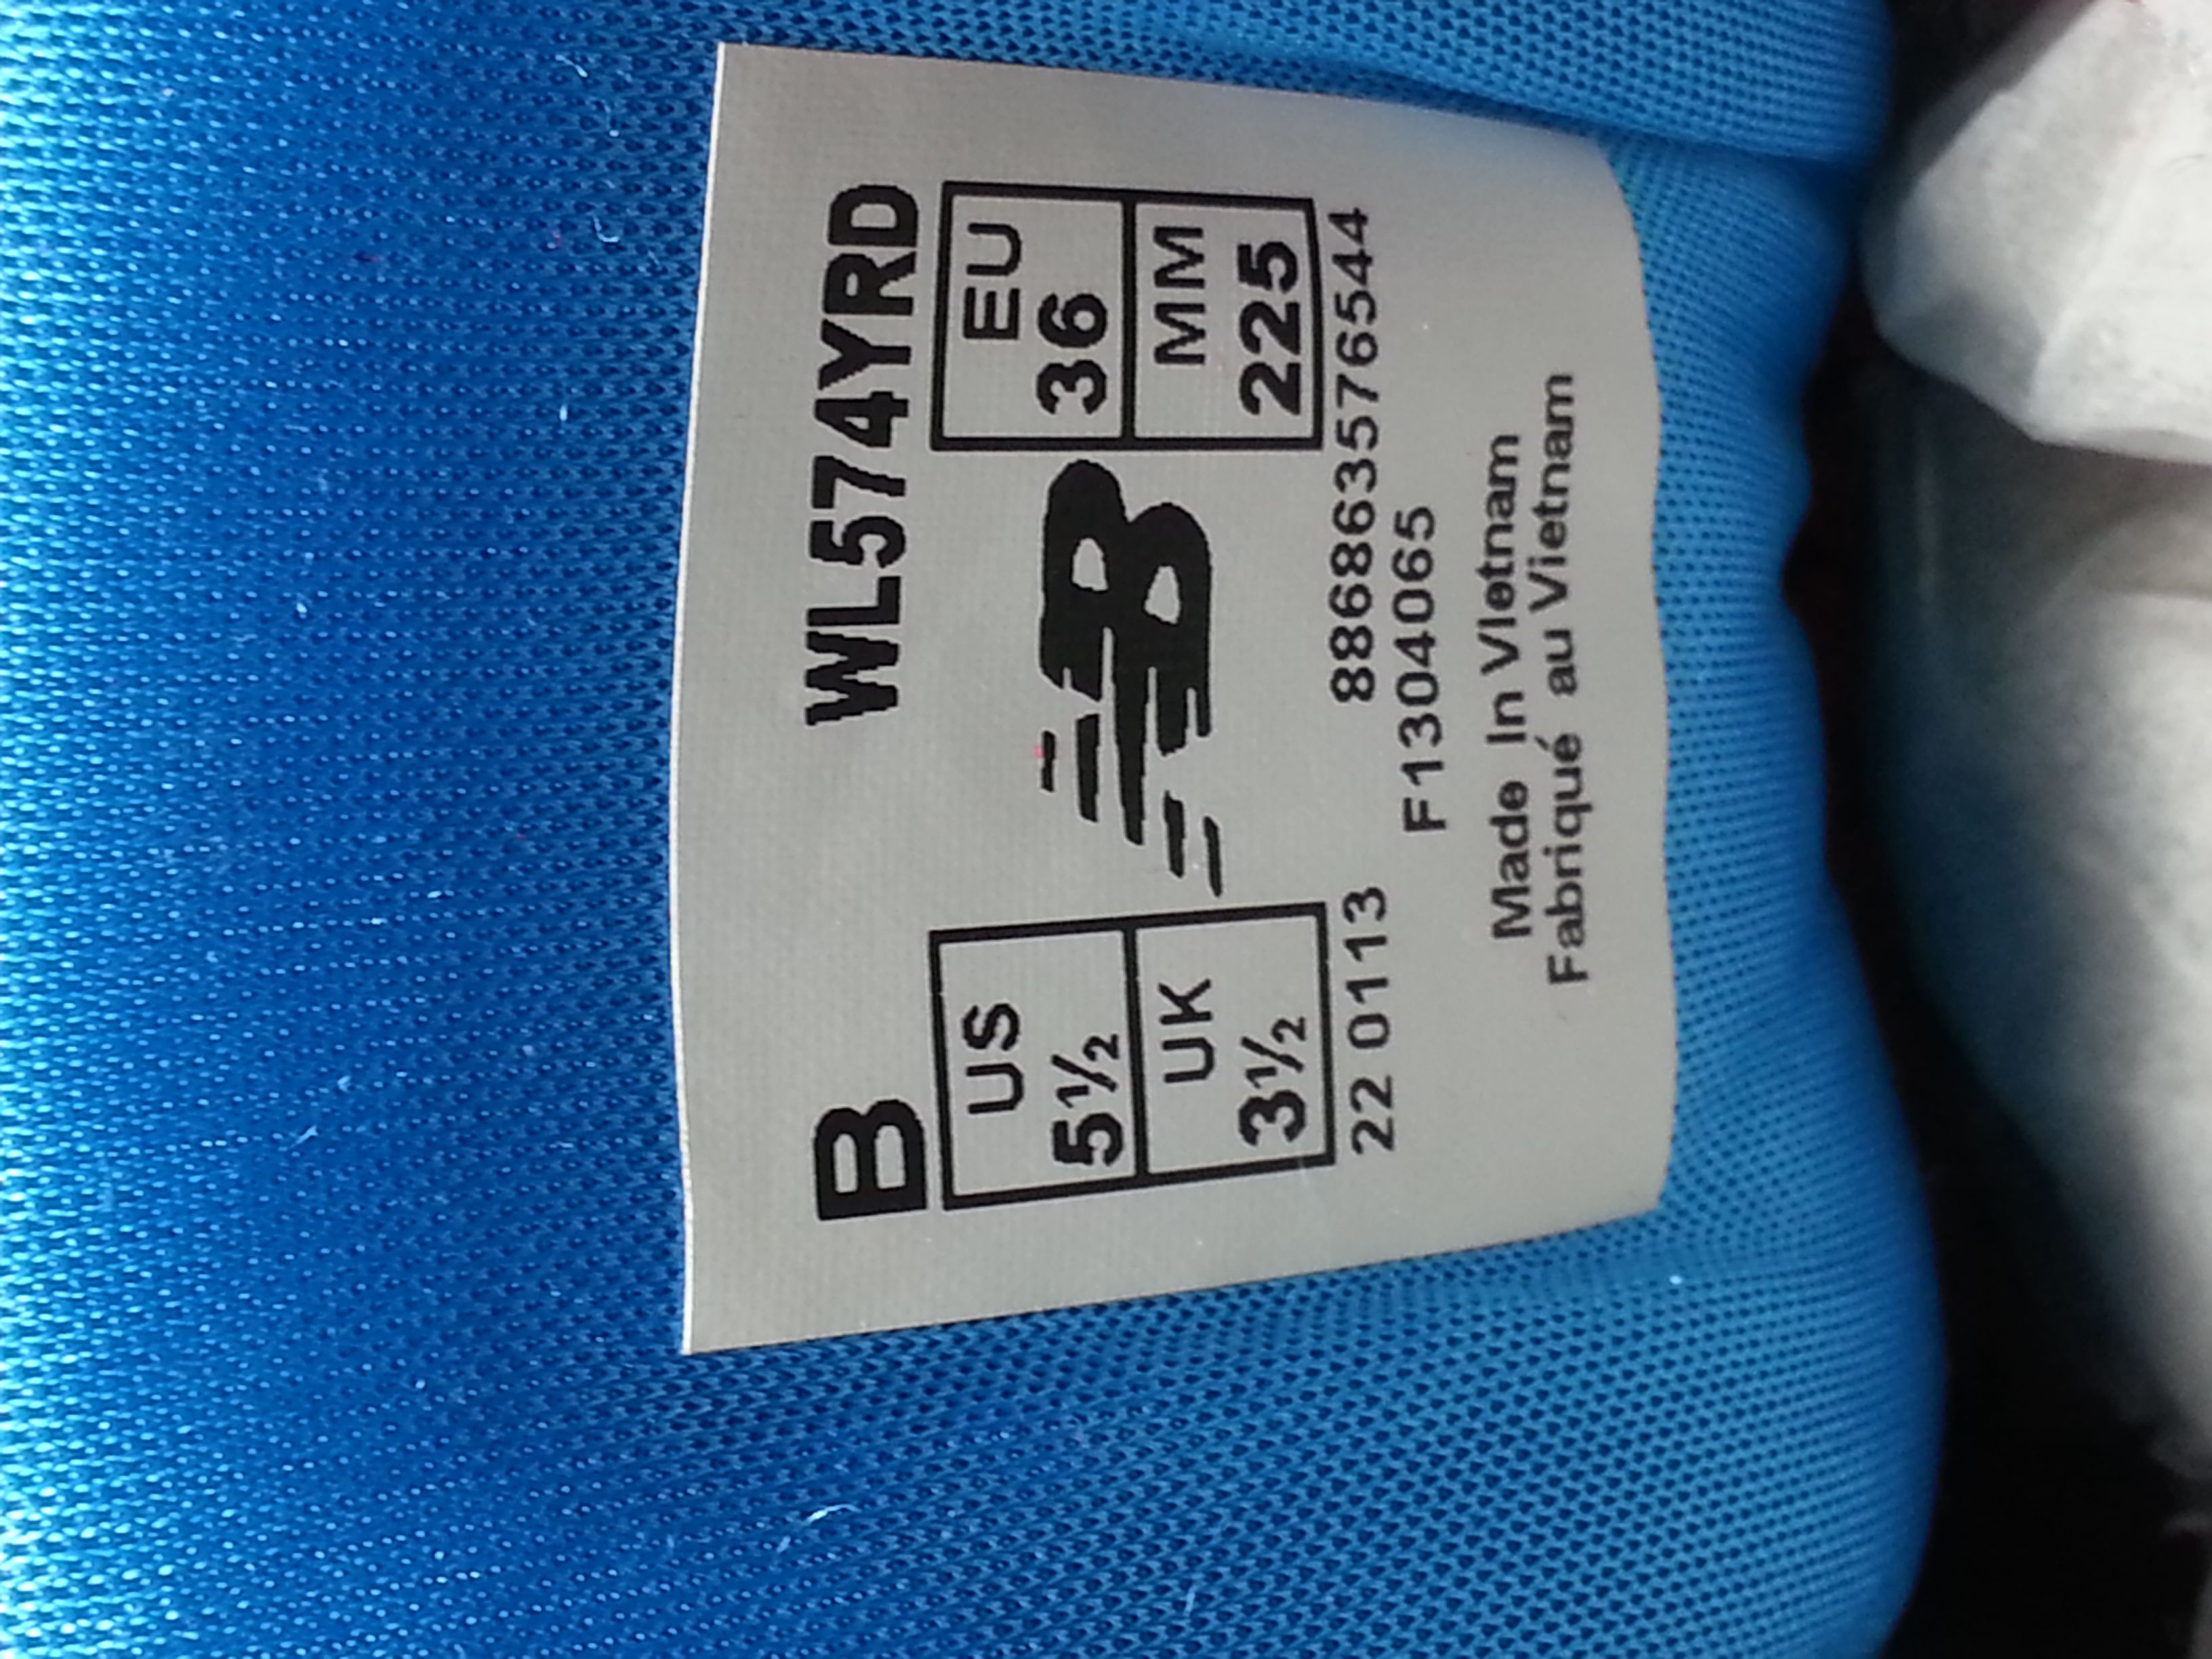 B WL574YRD
US EU
5½ 36
UK MM
3½ 225
22 0113 886863576544
F1304065
Made In VIetnam
Fabriqué au Vietnam